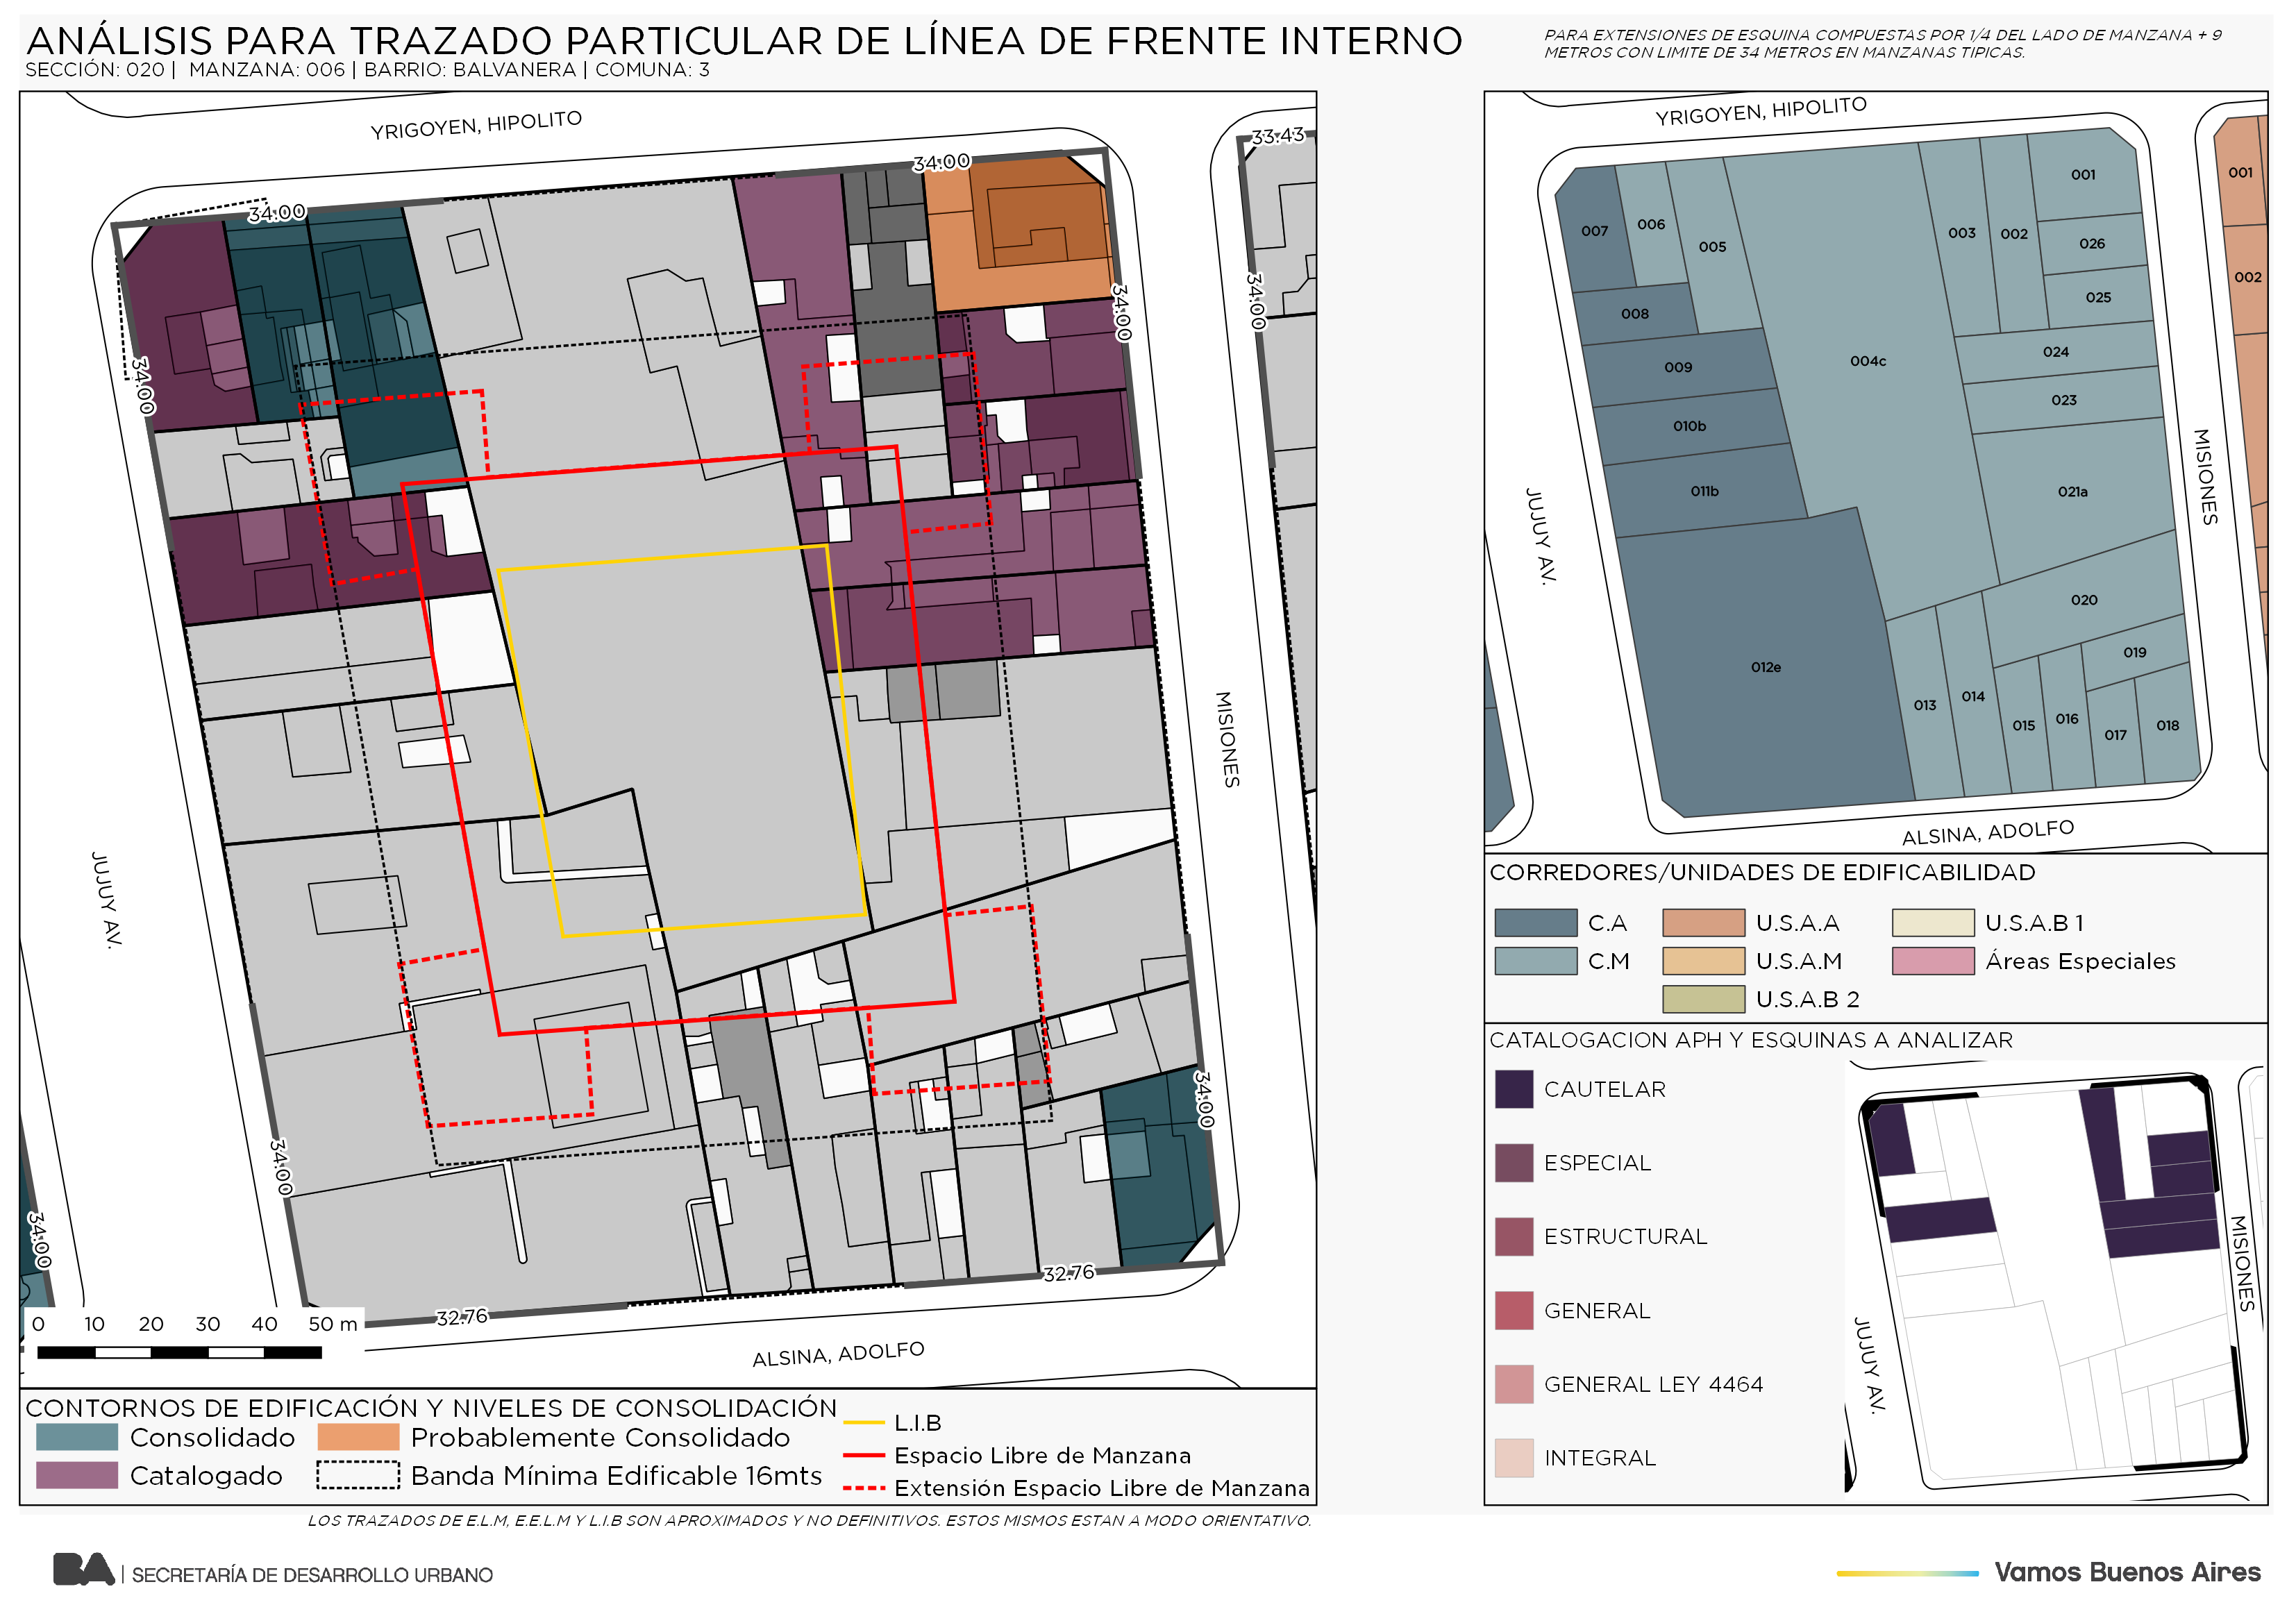 ANÁLISIS PARA TRAZADO PARTICULAR DE LÍNEA DE FRENTE INTERNO
SECCIÓN: 020 | MANZANA: 006 | BARRIO: BALVANERA | COMUNA: 3
PARA EXTENSIONES DE ESQUINA COMPUESTAS POR 1/4 DEL LADO DE MANZANA + 9
METROS CON LIMITE DE 34 METROS EN MANZANAS TIPICAS.
YRIGOYEN, HIPOLITO
34.00
34.00
33.43
34.00
34.00
34.00
MISIONES
JUJUY AV.
34.00
34.00
34.00
32.76
32.76
ALSINA, ADOLFO
0 10 20 30 40 50 m
CONTORNOS DE EDIFICACIÓN Y NIVELES DE CONSOLIDACIÓN
Consolidado
Probablemente Consolidado
Catalogado
Banda Mínima Edificable 16mts
L.I.B
Espacio Libre de Manzana
Extensión Espacio Libre de Manzana
LOS TRAZADOS DE E.L.M, E.E.L.M Y L.I.B SON APROXIMADOS Y NO DEFINITIVOS. ESTOS MISMOS ESTAN A MODO ORIENTATIVO.
YRIGOYEN, HIPOLITO
001
001
007
006
005
003
002
026
002
025
008
004c
024
009
023
010b
011b
021a
MISIONES
JUJUY AV.
020
019
012e
013
014
015
016
017
018
ALSINA, ADOLFO
CORREDORES/UNIDADES DE EDIFICABILIDAD
C.A
U.S.A.A
U.S.A.B 1
C.M
U.S.A.M
Áreas Especiales
U.S.A.B 2
CATALOGACION APH Y ESQUINAS A ANALIZAR
CAUTELAR
ESPECIAL
ESTRUCTURAL
GENERAL
GENERAL LEY 4464
INTEGRAL
MISIONES
JUJUY AV.
BA | SECRETARÍA DE DESARROLLO URBANO
Vamos Buenos Aires